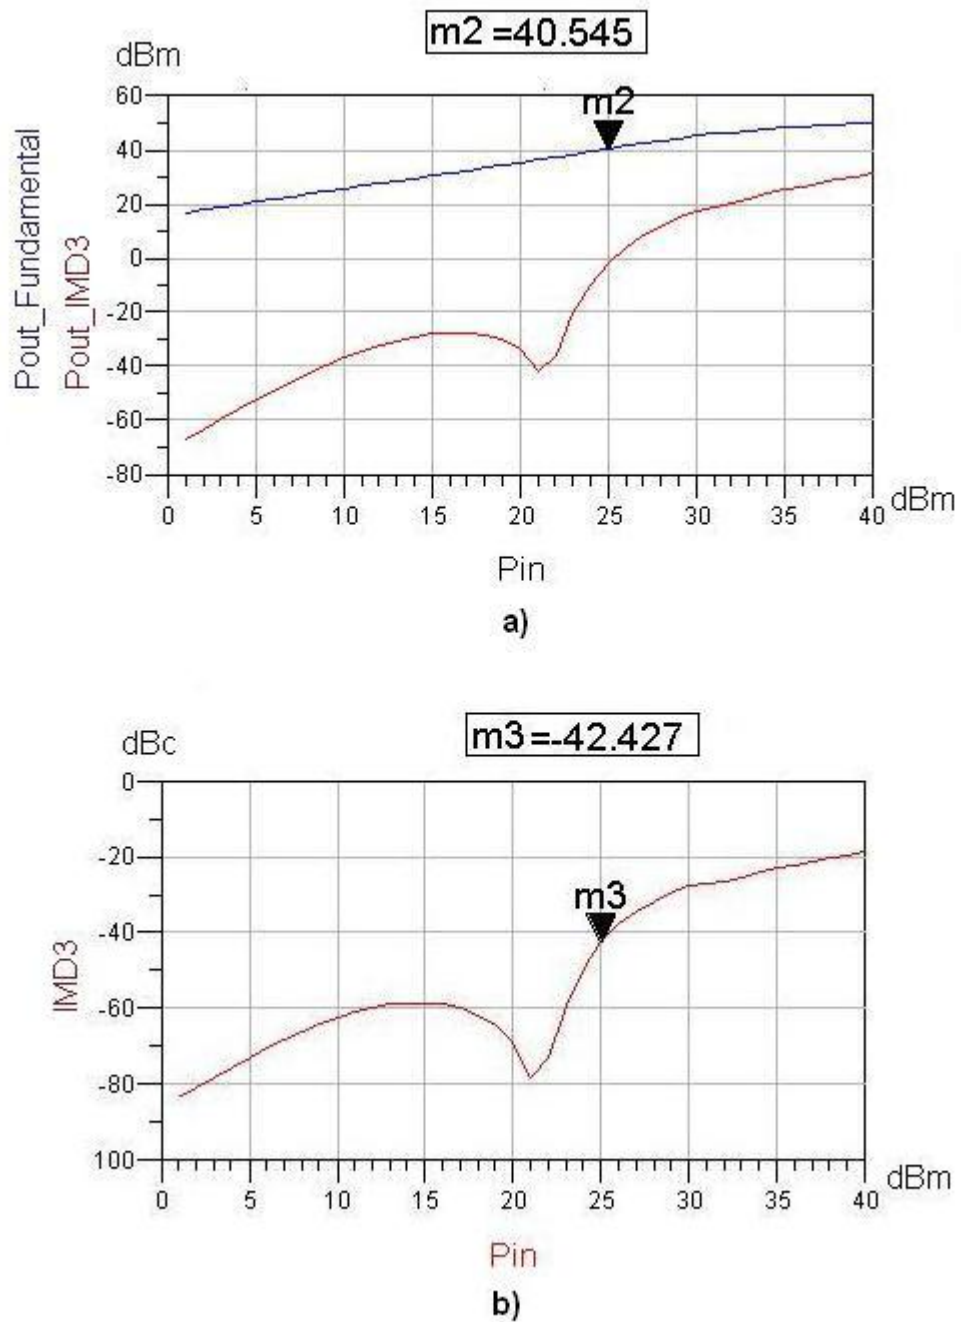 m2 =40.545
dBm
m2
60
40
20
0
-20
-40
-60
-80
Pout_Fundamental
Pout_IMD3
0 5 10 15 20 25 30 35 40 dBm
Pin
a)
m3=-42.427
dBc
m3
0
-20
-40
-60
-80
100
IMD3
0 5 10 15 20 25 30 35 40 dBm
Pin
b)